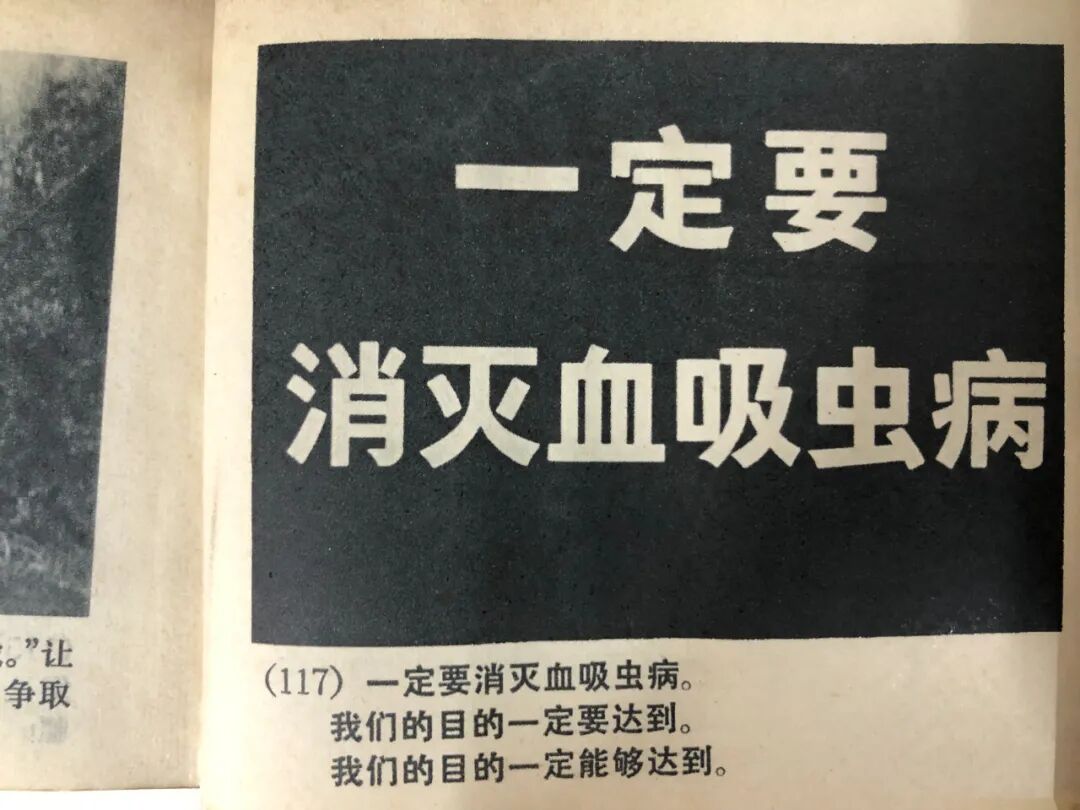 。”让
争取
一定要
消灭血吸虫病
(117) 一定要消灭血吸虫病。
我们的目的一定要达到。
我们的目的一定能够达到。